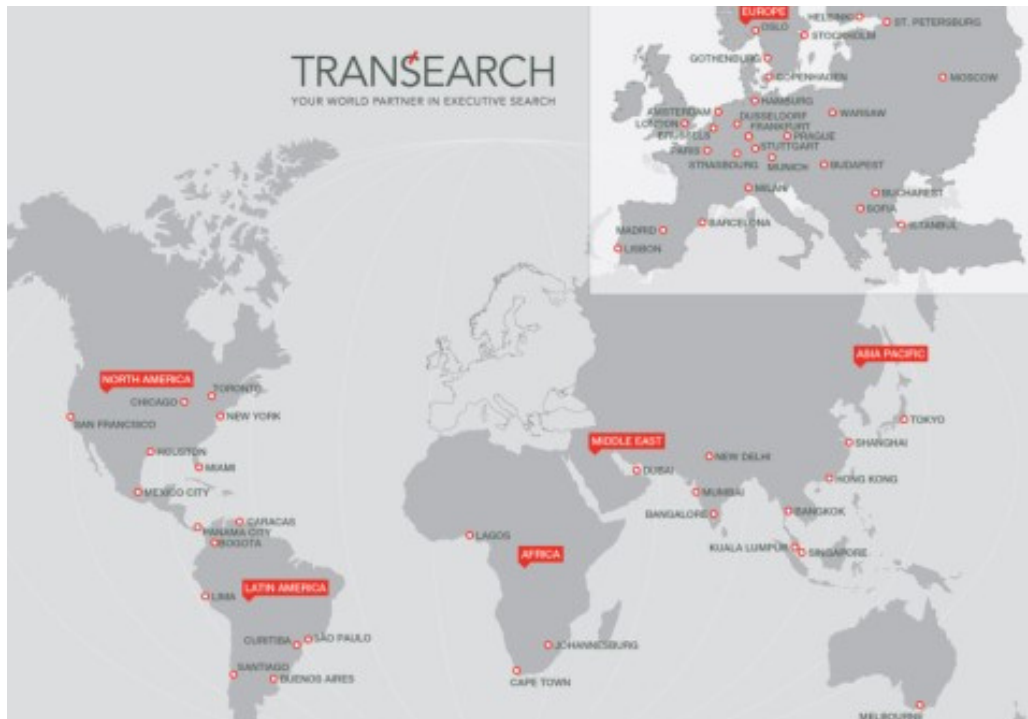 TRANSEARCH
YOUR WORLD PARTNER IN EXECUTIVE SEARCH
EUROPE
HELSINKI
OSLO
ST. PETERSBURG
STOCKHOLM
GOTHENBURG
COPENHAGEN
MOSCOW
HAMBURG
AMSTERDAM
DUSSELDORF
WARSAW
LONDON
FRANKFURT
BRUSSELS
PRAGUE
PARIS
STUTTGART
STRASBOURG
MUNICH
BUDAPEST
MILAN
BUCHAREST
SOFIA
BARCELONA
ISTANBUL
MADRID
LISBON
ASIA PACIFIC
NORTH AMERICA
TORONTO
CHICAGO
NEW YORK
SAN FRANCISCO
TOKYO
MIDDLE EAST
SHANGHAI
HOUSTON
NEW DELHI
MIAMI
DUBAI
HONG KONG
MEXICO CITY
MUMBAI
BANGALORE
BANGKOK
CARACAS
PANAMA CITY
LAGOS
BOGOTA
KUALA LUMPUR
SINGAPORE
AFRICA
LATIN AMERICA
LIMA
CURITIBA
SÃO PAULO
JOHANNESBURG
SANTIAGO
BUENOS AIRES
CAPE TOWN
MELBOURNE